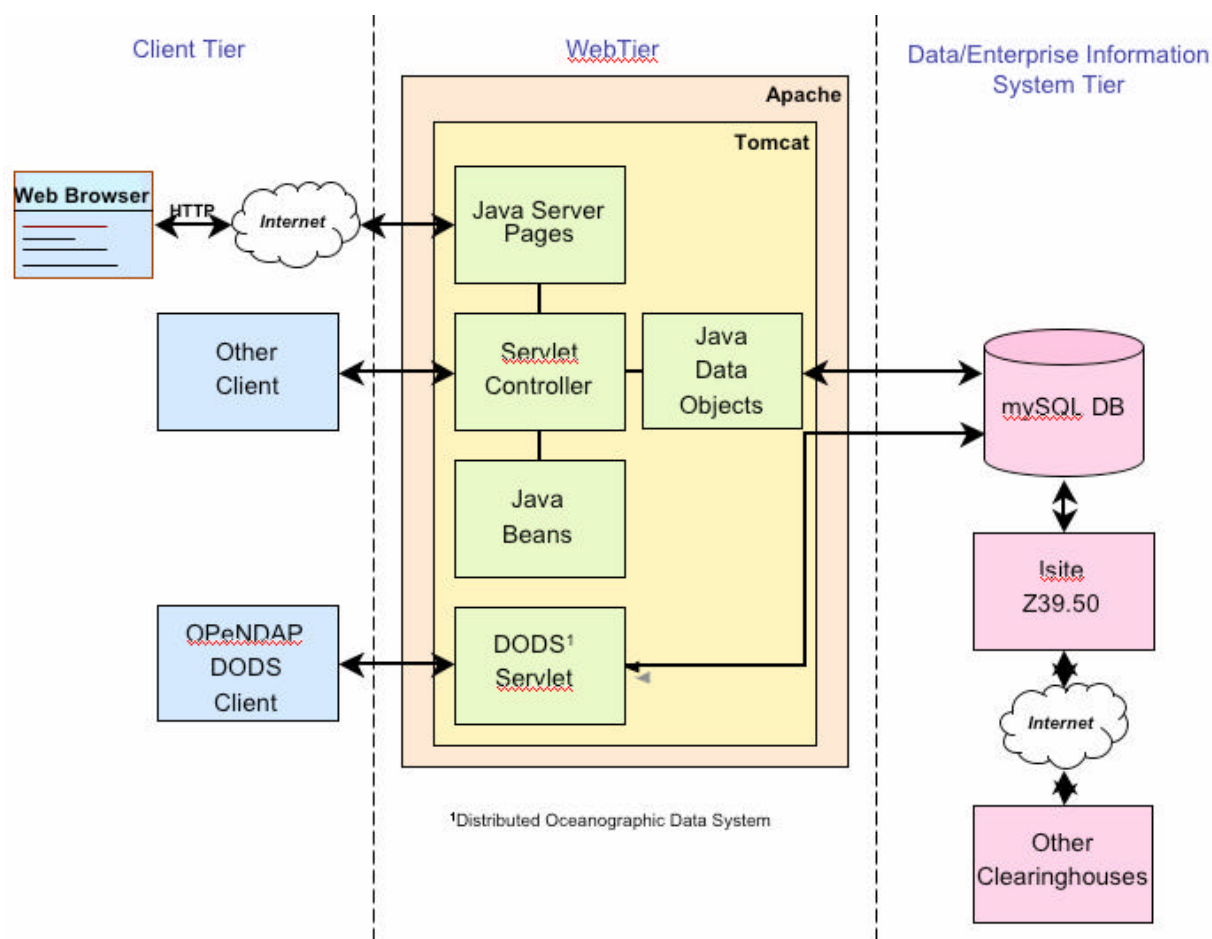 Client Tier
WebTier
Data/Enterprise Information
System Tier
Apache
Tomcat
Web Browser
HTTP
Internet
Java Server
Pages
Other
Client
Servlet
Controller
Java
Data
Objects
mySQL DB
Java
Beans
Isite
Z39.50
OPeNDAP
DODS
Client
DODS¹
Servlet
Internet
¹Distributed Oceanographic Data System
Other
Clearinghouses